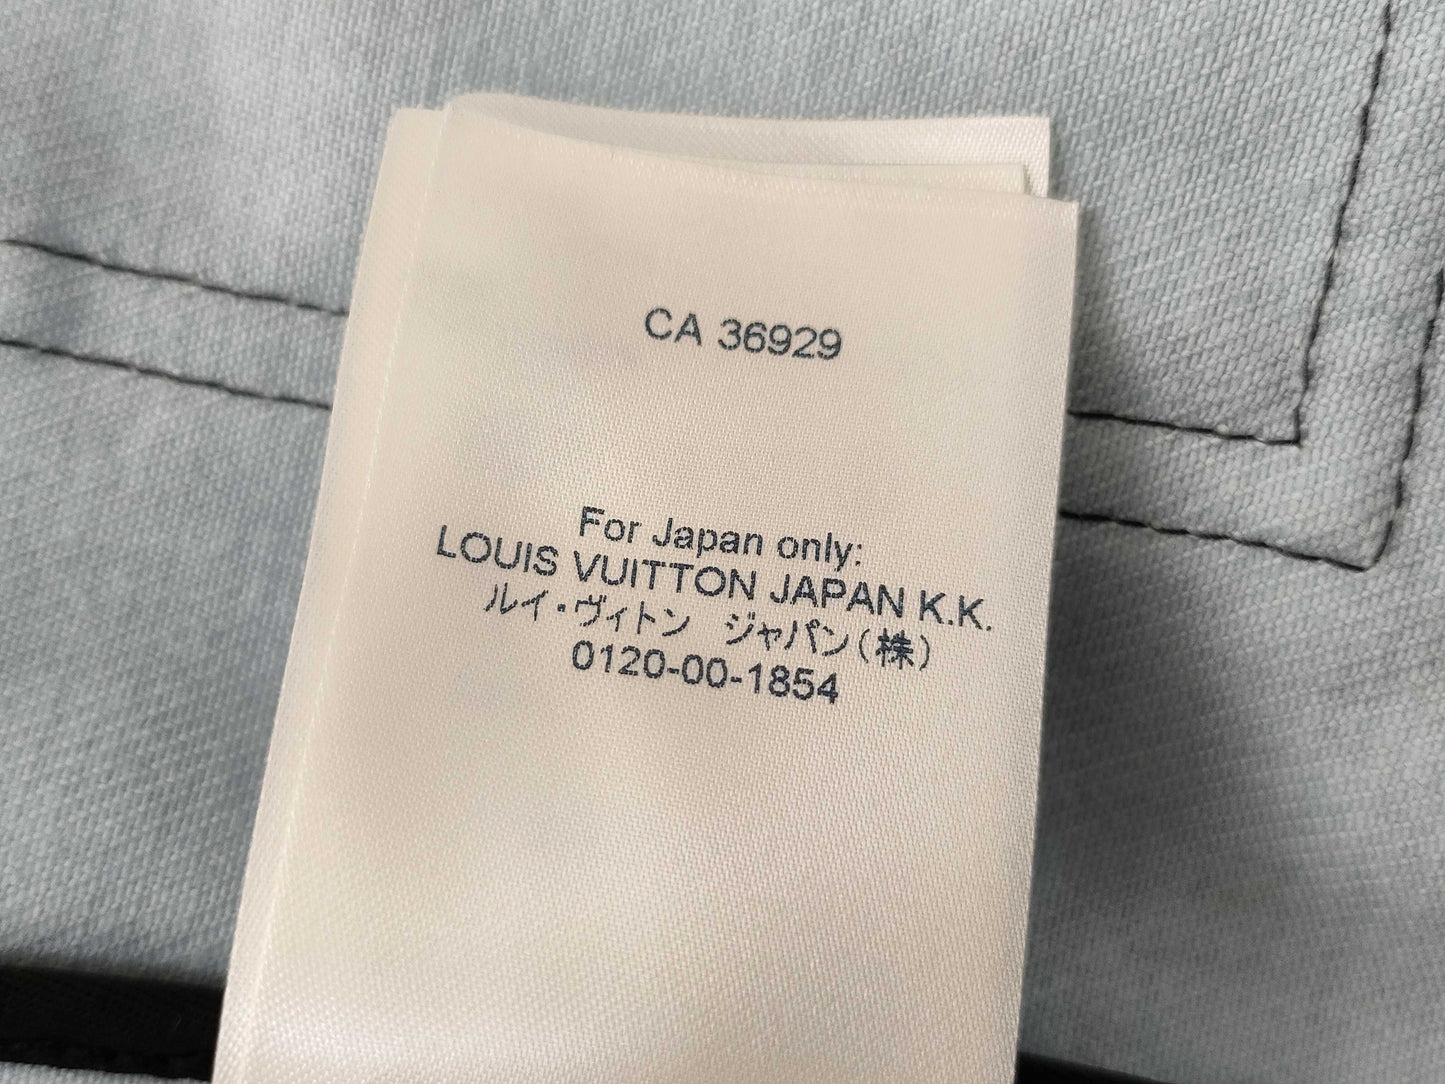 CA 36929
For Japan only:
LOUIS VUITTON JAPAN K.K.
ルイ・ヴィトン　ジャパン(株)
0120-00-1854